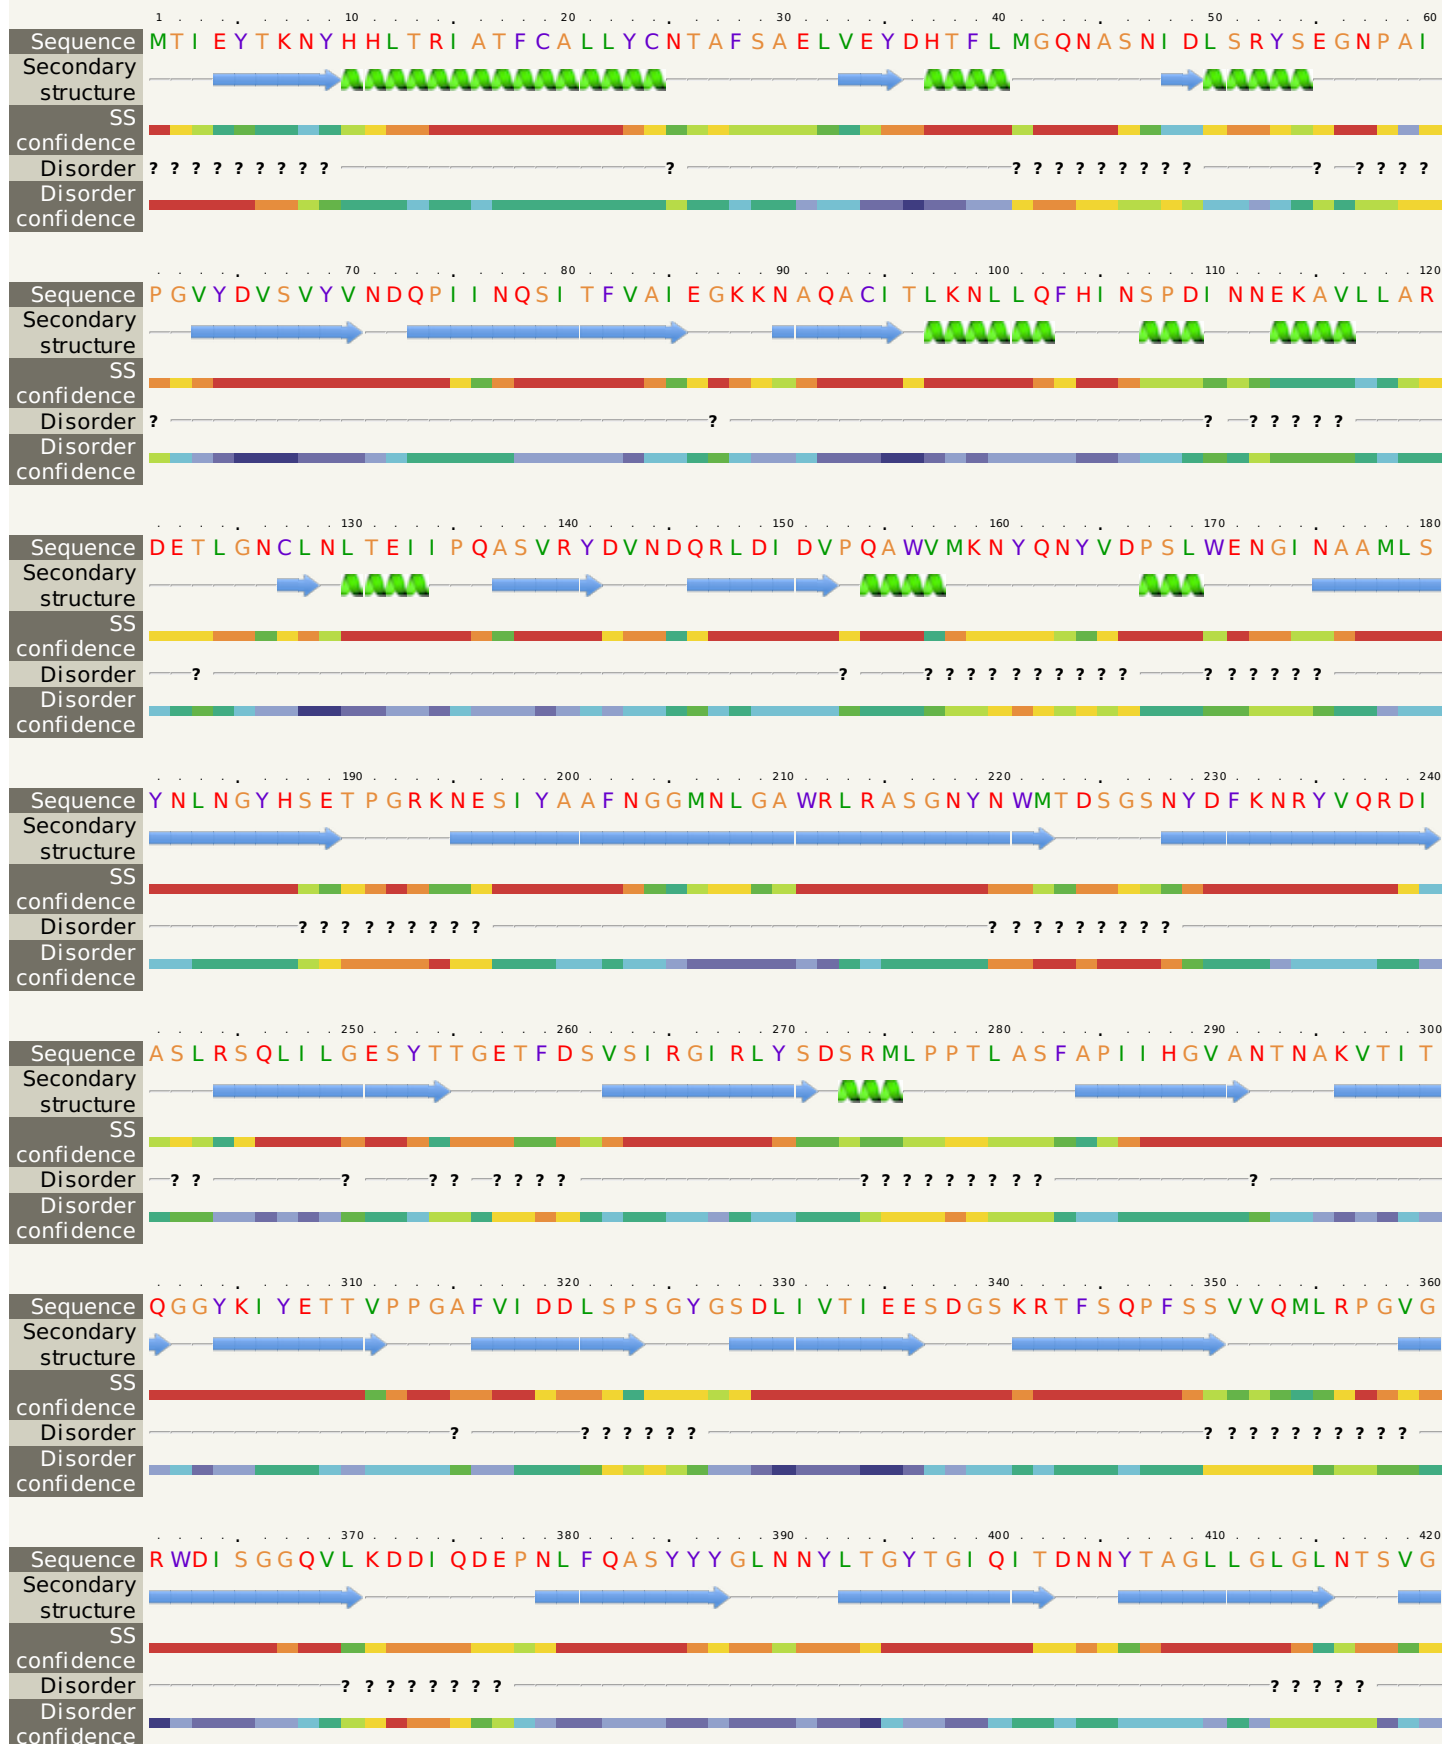 1 10 20 30 40 50 60
Sequence MTIEYTKNYHHLTRIATFCALLYCNTAFSAELVEYDHTFLMGQNASNIDLSRYSEGNPAI
Secondary
structure
SS
confidence
Disorder ? ? ? ? ? ? ? ? ? ? ? ? ? ? ? ? ? ? ? ? ? ? ? ?
Disorder
confidence
70 80 90 100 110 120
Sequence PGVYDVSVYVNDQPIINQSITFVAIEGKKNAQACITLKNLLQFHINSPDINNEKAVLLAR
Secondary
structure
SS
confidence
Disorder ? ? ? ? ? ? ? ?
Disorder
confidence
130 140 150 160 170 180
Sequence DETLGNCLNLTEIIPQASVRYDVNDQRLDIDVPQAWVMKNYQNYVDPSLWENGINAAMLS
Secondary
structure
SS
confidence
Disorder ? ? ? ? ? ? ? ? ? ? ? ? ? ? ? ? ? ?
Disorder
confidence
190 200 210 220 230 240
Sequence YNLNGYHSETPGRKNESIYAAFNGGMNLGAWRLRASGNYNWMTDSGSNYDFKNRYVQRDI
Secondary
structure
SS
confidence
Disorder ? ? ? ? ? ? ? ? ? ? ? ? ? ? ? ? ? ?
Disorder
confidence
250 260 270 280 290 300
Sequence ASLRSQLILGESYTTGETFDSVSIRGIRLYSDSRMLPPTLASFAPIIHGVANTNAKVTIT
Secondary
structure
SS
confidence
Disorder ? ? ? ? ? ? ? ? ? ? ? ? ? ? ? ? ? ? ?
Disorder
confidence
310 320 330 340 350 360
Sequence QGGYKIYETTVPPGAFVIDDLSPSGYGSDLIVTIEESDGSKRTFSQPFSSVVQMLRPGVG
Secondary
structure
SS
confidence
Disorder ? ? ? ? ? ? ? ? ? ? ? ? ? ? ? ? ?
Disorder
confidence
370 380 390 400 410 420
Sequence RWDISGGQVLKDDIQDEPNLFQASYYYGLNNYLTGYTGIQITDNNYTAGLLGLGLNTSVG
Secondary
structure
SS
confidence
Disorder ? ? ? ? ? ? ? ? ? ? ? ? ?
Disorder
confidence